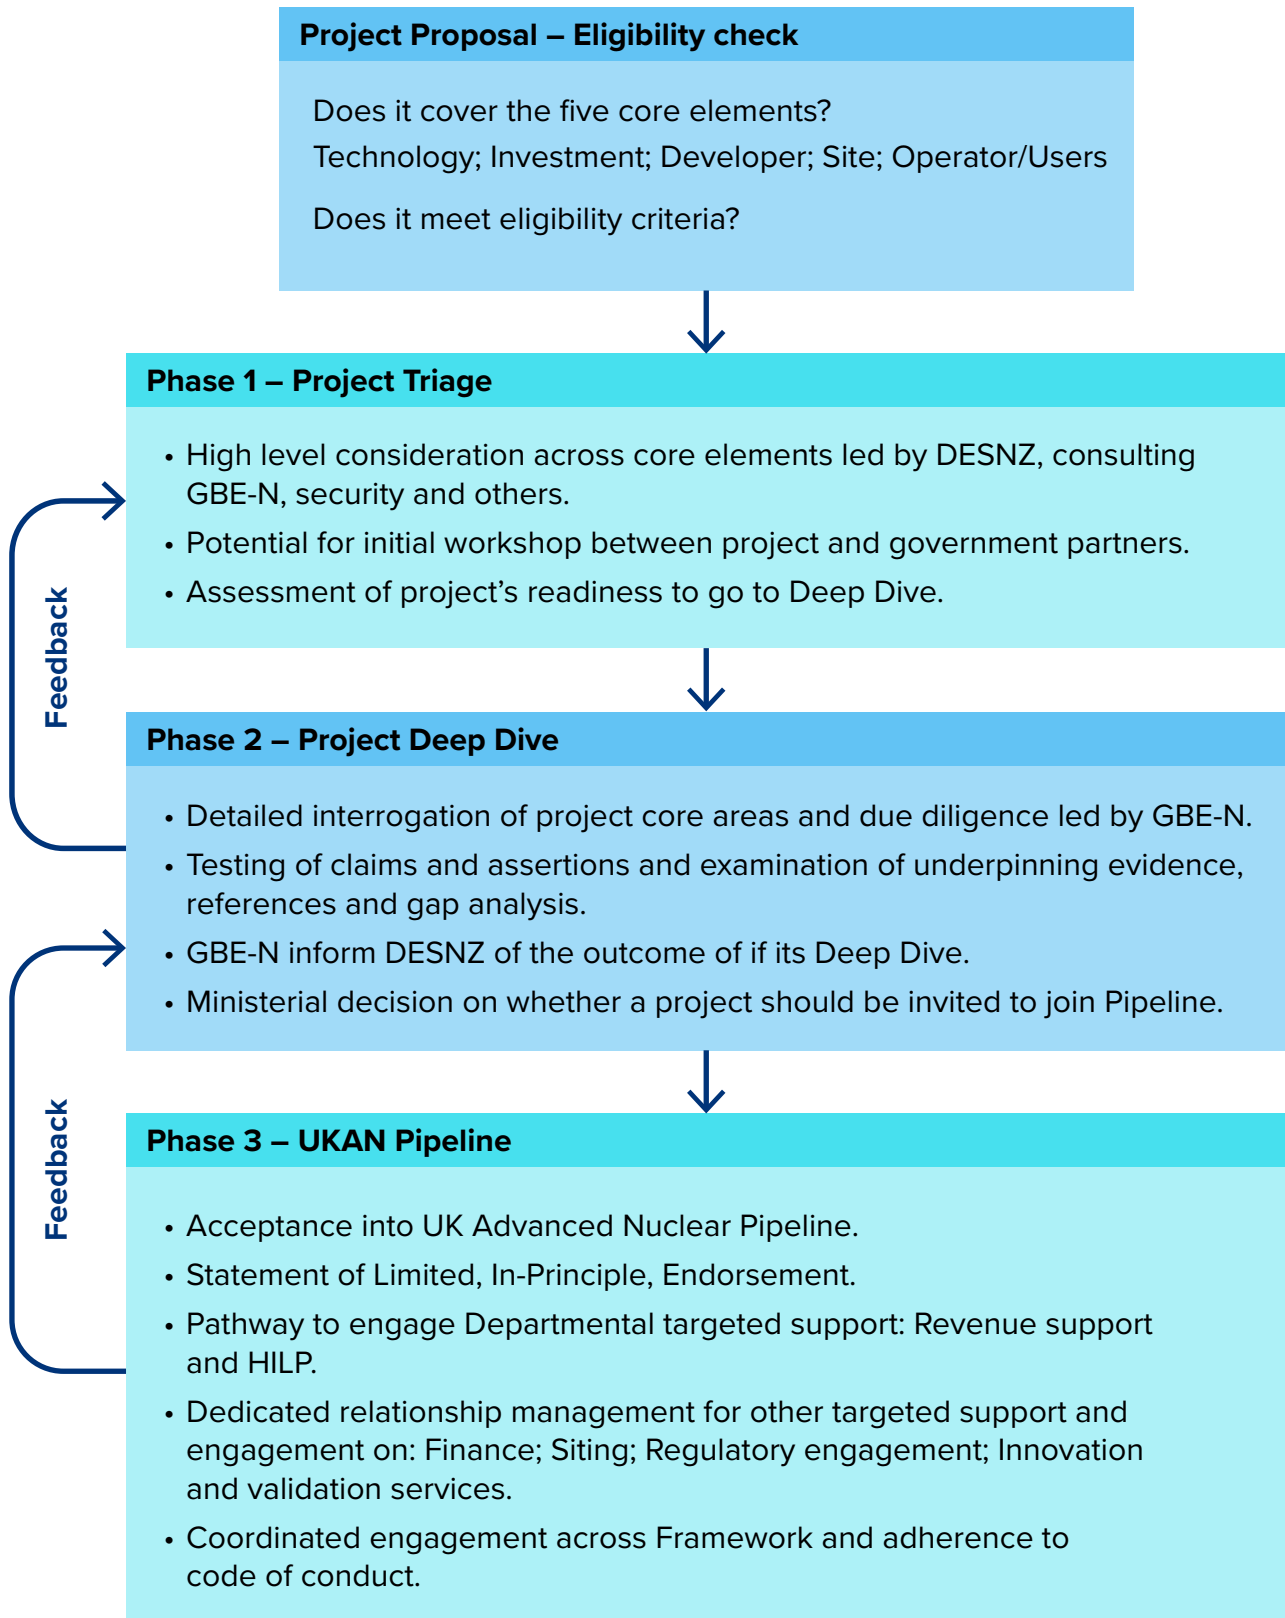 Project Proposal – Eligibility check
Does it cover the five core elements?
Technology; Investment; Developer; Site; Operator/Users
Does it meet eligibility criteria?
Phase 1 – Project Triage
• High level consideration across core elements led by DESNZ, consulting
GBE-N, security and others.
• Potential for initial workshop between project and government partners.
• Assessment of project’s readiness to go to Deep Dive.
Feedback
Phase 2 – Project Deep Dive
• Detailed interrogation of project core areas and due diligence led by GBE-N.
• Testing of claims and assertions and examination of underpinning evidence,
references and gap analysis.
• GBE-N inform DESNZ of the outcome of if its Deep Dive.
• Ministerial decision on whether a project should be invited to join Pipeline.
Feedback
Phase 3 – UKAN Pipeline
• Acceptance into UK Advanced Nuclear Pipeline.
• Statement of Limited, In-Principle, Endorsement.
• Pathway to engage Departmental targeted support: Revenue support
and HILP.
• Dedicated relationship management for other targeted support and
engagement on: Finance; Siting; Regulatory engagement; Innovation
and validation services.
• Coordinated engagement across Framework and adherence to
code of conduct.